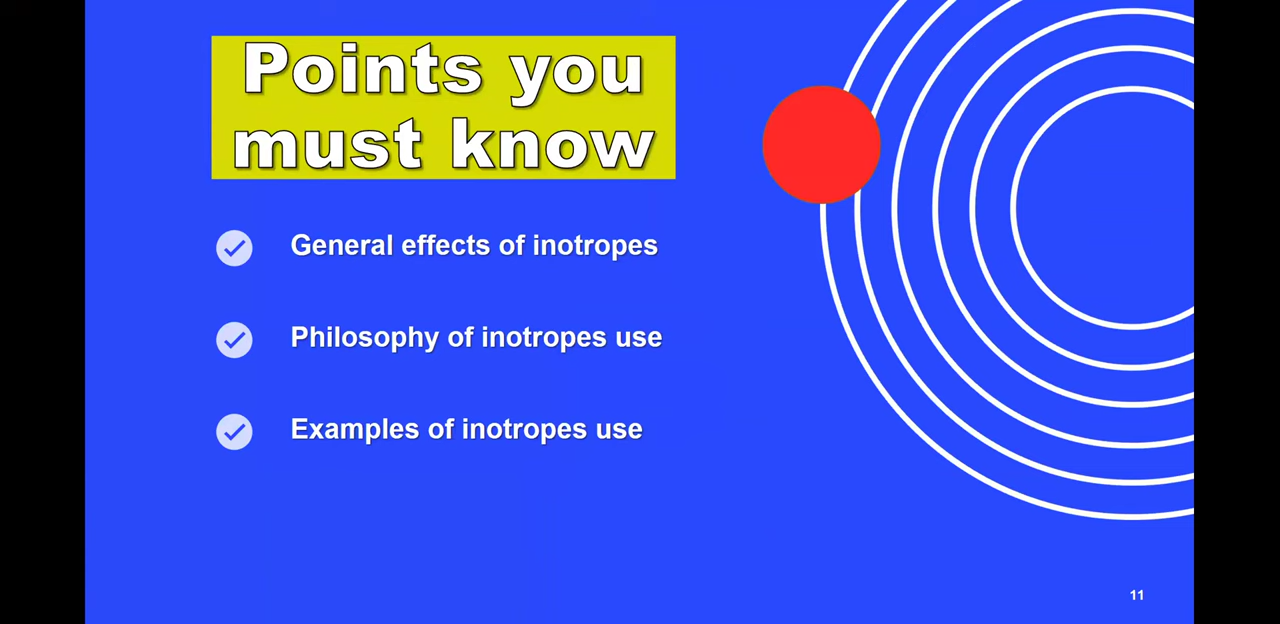 Points you
must know
General effects of inotropes
Philosophy of inotropes use
Examples of inotropes use
11